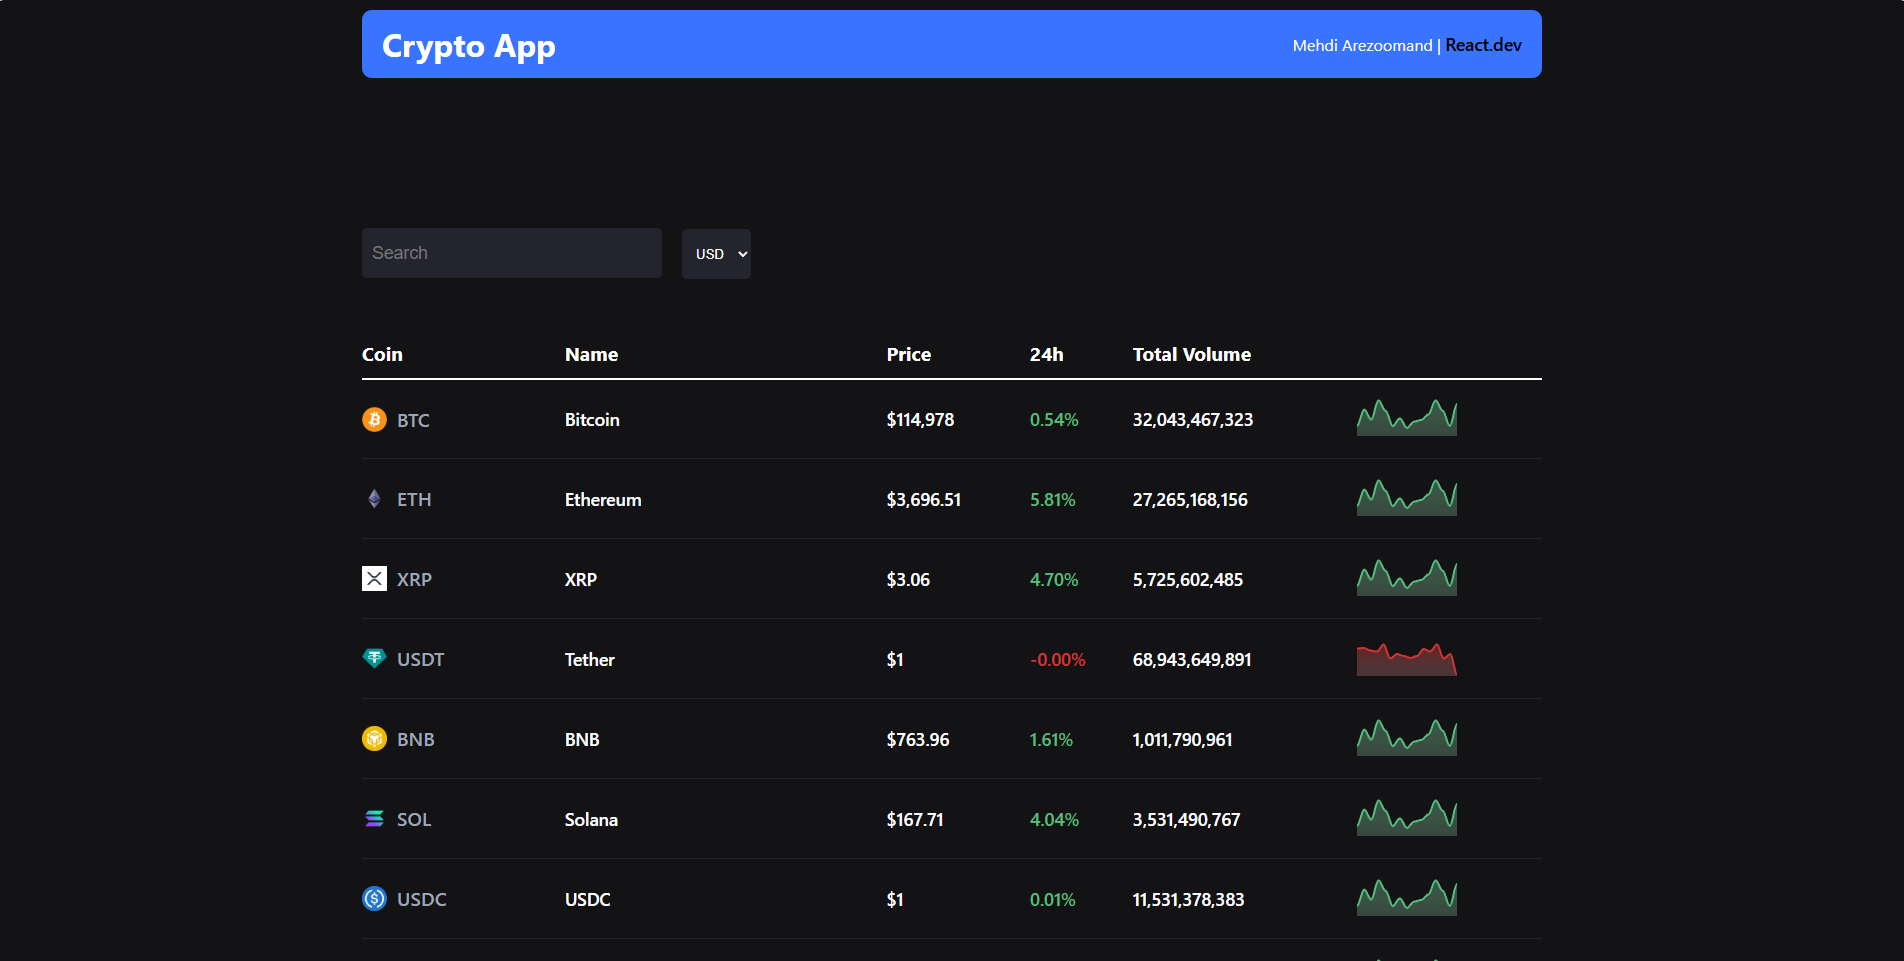 Crypto App
Mehdi Arezoomand | React.dev
Search
USD
Coin Name Price 24h Total Volume
BTC Bitcoin $114,978 0.54% 32,043,467,323
ETH Ethereum $3,696.51 5.81% 27,265,168,156
XRP XRP $3.06 4.70% 5,725,602,485
USDT Tether $1 -0.00% 68,943,649,891
BNB BNB $763.96 1.61% 1,011,790,961
SOL Solana $167.71 4.04% 3,531,490,767
USDC USDC $1 0.01% 11,531,378,383